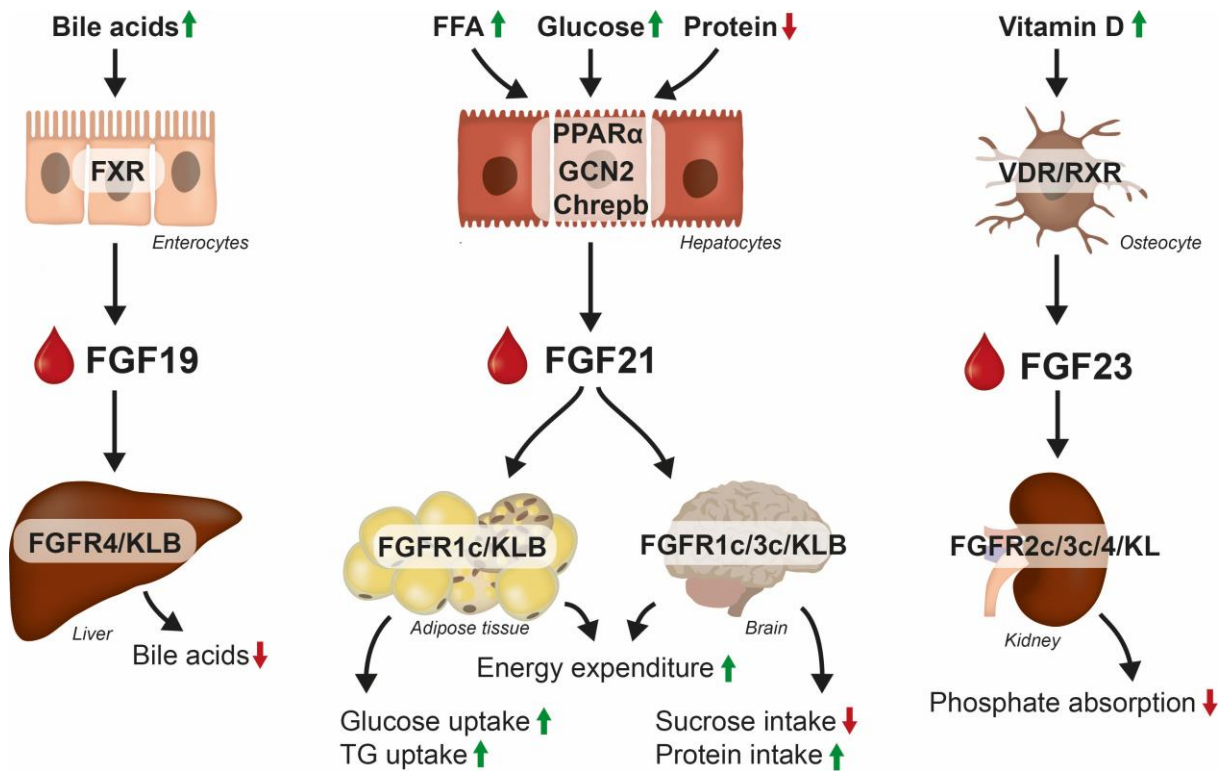 Bile acids
FXR
Enterocytes
FGF19
FGFR4/KLB
Liver
Bile acids
FFA
Glucose
Protein
PPARα
GCN2
Chrepb
Hepatocytes
FGF21
FGFR1c/KLB
Adipose tissue
FGFR1c/3c/KLB
Brain
Energy expenditure
Glucose uptake
TG uptake
Sucrose intake
Protein intake
Vitamin D
VDR/RXR
Osteocyte
FGF23
FGFR2c/3c/4/KL
Kidney
Phosphate absorption